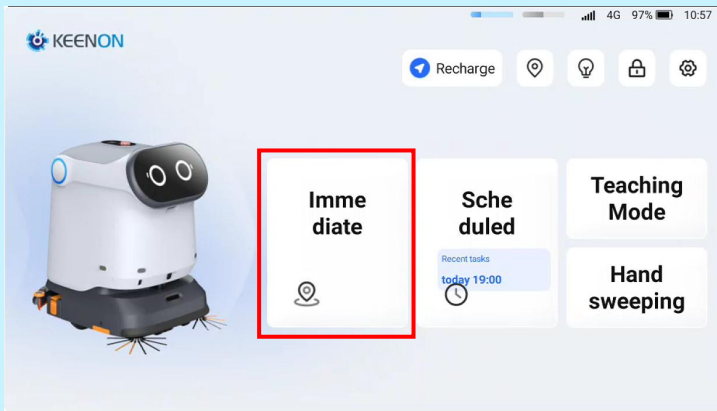 4G 97% 10:57
KEENON
Recharge
Imme
diate
Sche
duled
Recent tasks
today 19:00
Teaching
Mode
Hand
sweeping